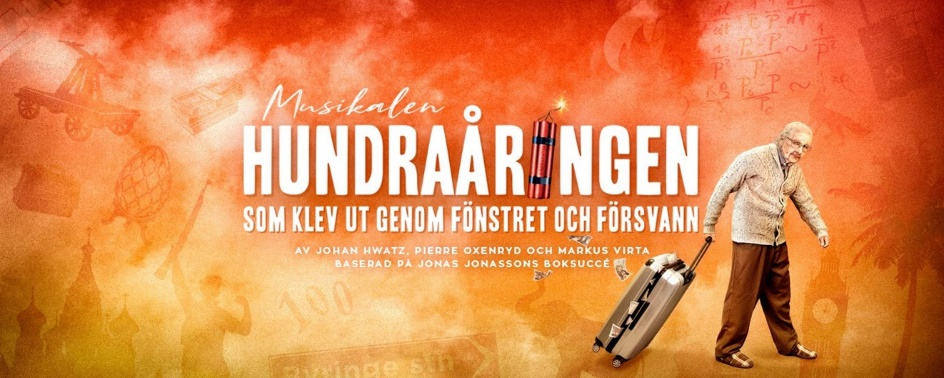 Musikalen
HUNDRAÅRINGEN
SOM KLEV UT GENOM FÖNSTRET OCH FÖRSVANN
AV JOHAN HWATZ, PIERRE OXENRYD OCH MARKUS VIRTA
BASERAD PÅ JONAS JONASSONS BOKSUCCÉ
100